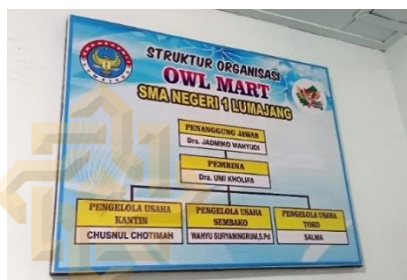 STRUKTUR ORGANISASI
OWL MART
SMA NEGERI 1 LUMAJANG
PENANGGUNG JAWAB
Drs. JADMIKO WAHYUDI
PEMBINA
Dra. UMI KHOLIFA
PENGELOLA USAHA
KANTIN
CHUSNUL CHOTIMAH
PENGELOLA USAHA
SEMBAKO
WAHYU SURYANINGRUM,S.Pd
PENGELOLA USAHA
TOKO
SALMA